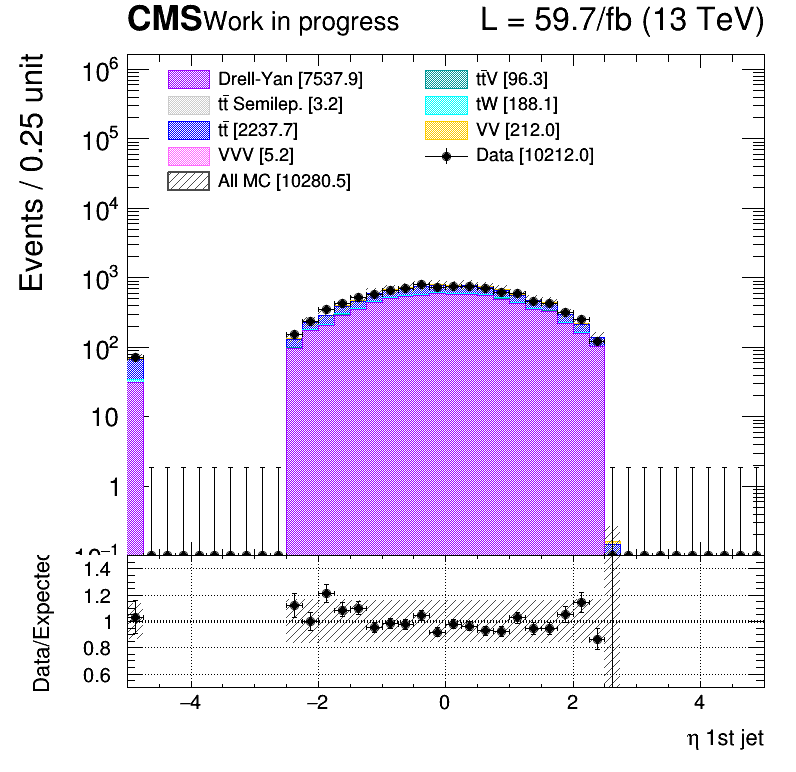 CMS Work in progress L = 59.7/fb (13 TeV)
Events / 0.25 unit
10⁶
10⁵
10⁴
10³
10²
10
1
10⁻¹
Drell-Yan [7537.9]
tt̄ Semilep. [3.2]
tt̄ [2237.7]
VVV [5.2]
All MC [10280.5]
tt̄V [96.3]
tW [188.1]
VV [212.0]
Data [10212.0]
Data/Expected
1.4
1.2
1
0.8
0.6
−4 −2 0 2 4
η 1st jet